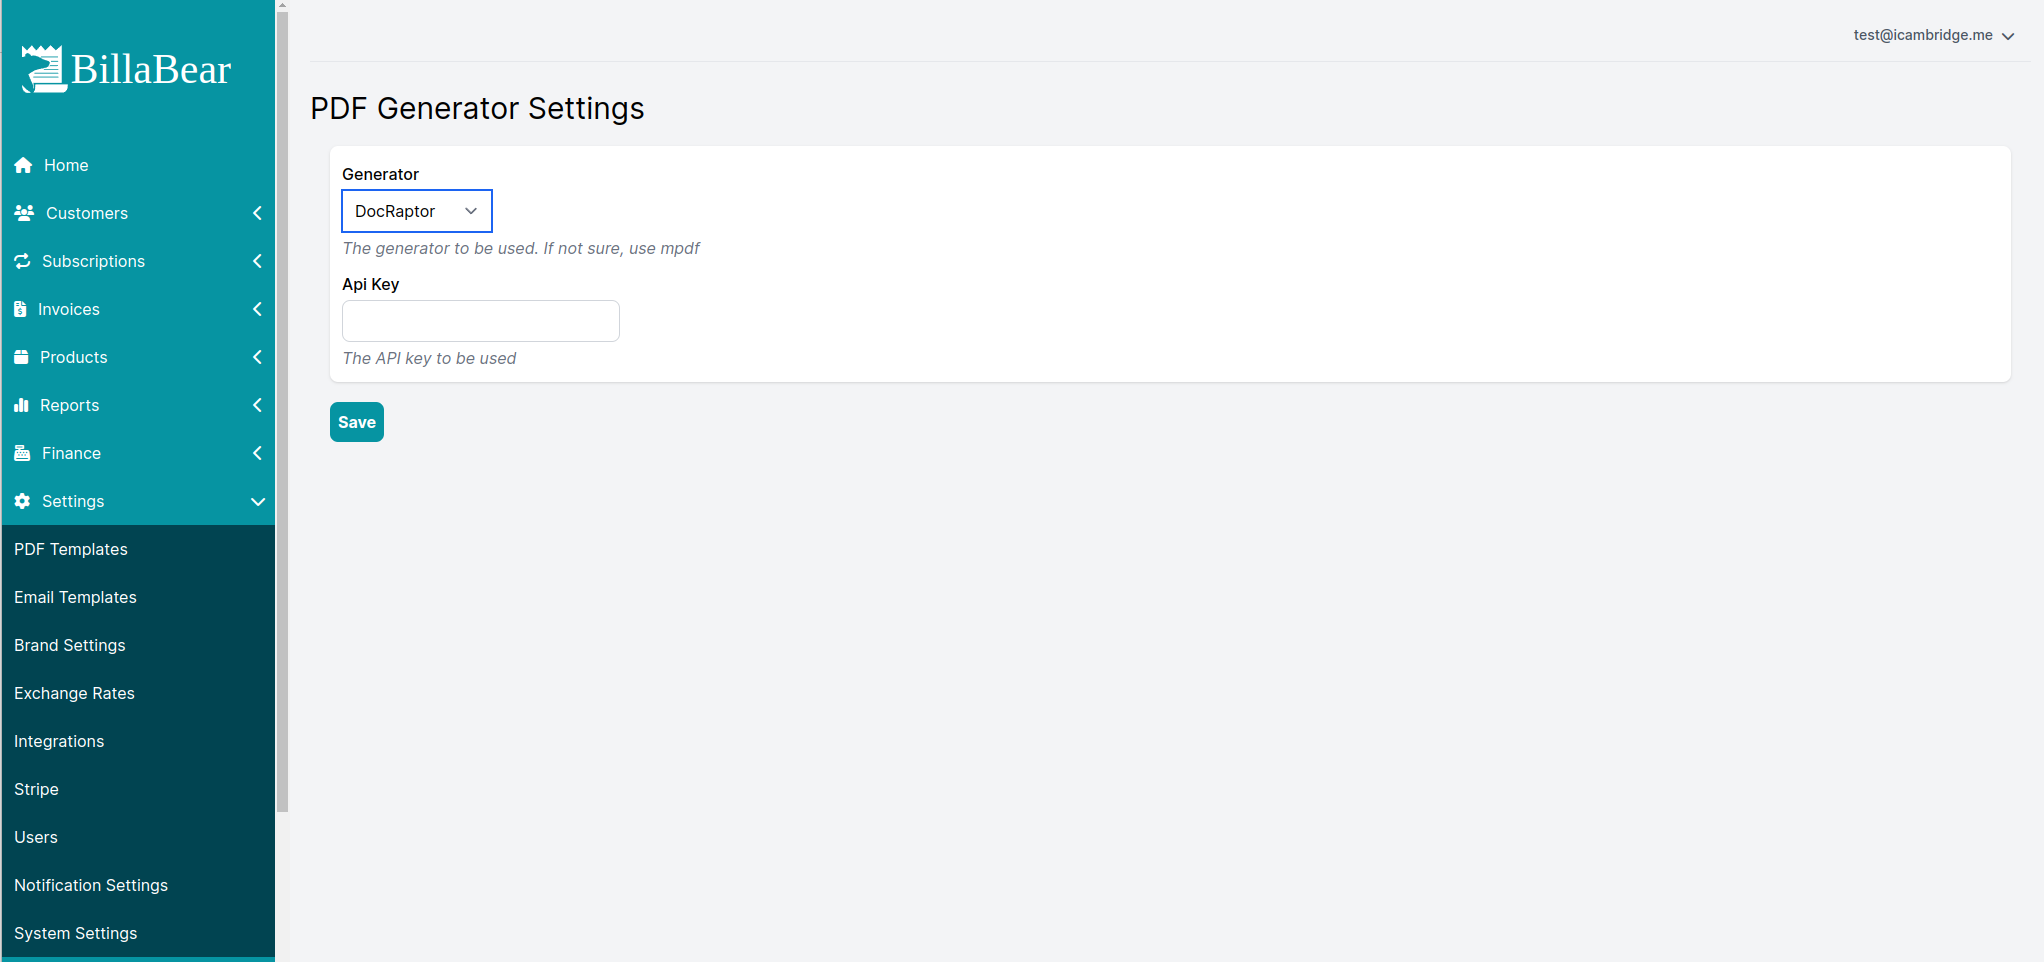 BillaBear
test@icambridge.me
Home
Customers
Subscriptions
Invoices
Products
Reports
Finance
Settings
PDF Templates
Email Templates
Brand Settings
Exchange Rates
Integrations
Stripe
Users
Notification Settings
System Settings
PDF Generator Settings
Generator
DocRaptor
The generator to be used. If not sure, use mpdf
Api Key
The API key to be used
Save